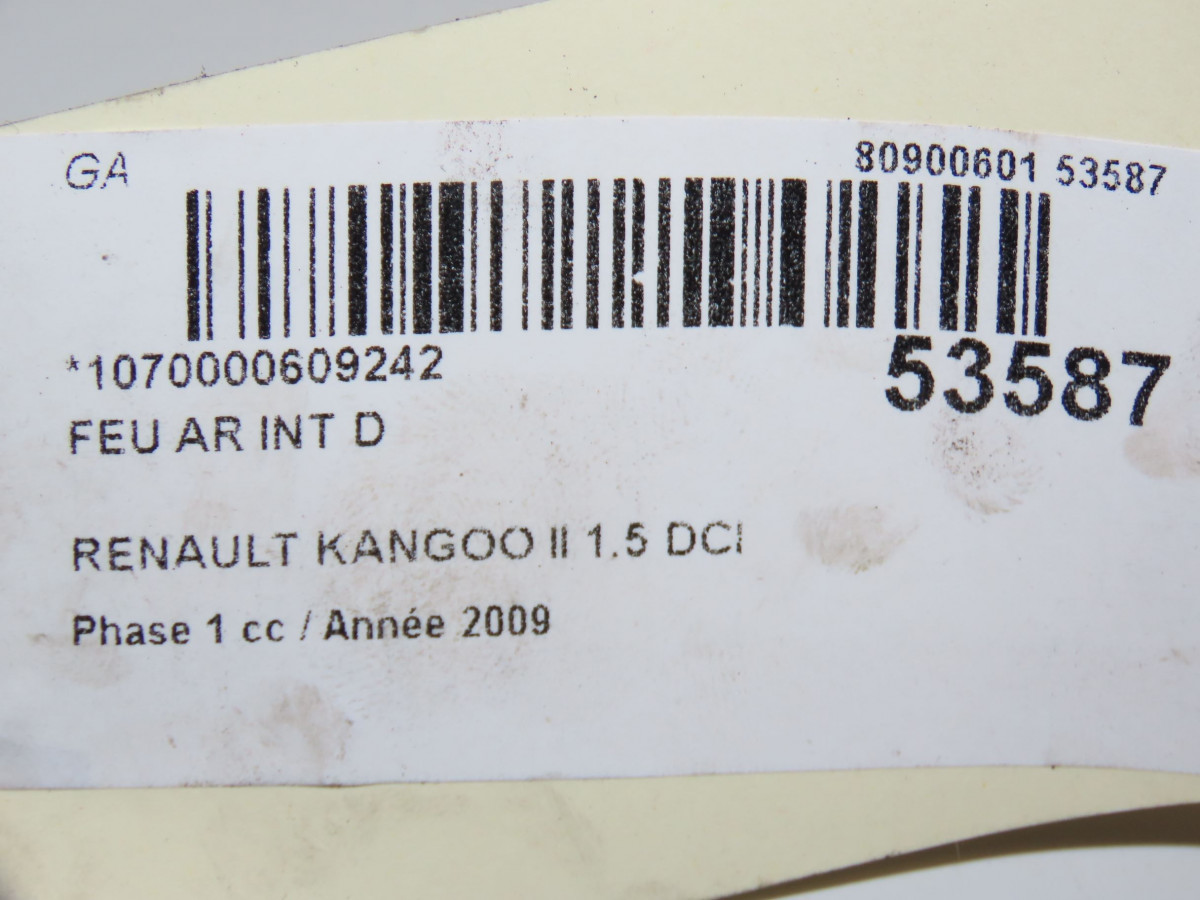 GA
80900601 53587
*1070000609242
53587
FEU AR INT D
RENAULT KANGOO II 1.5 DCI
Phase 1 cc / Année 2009